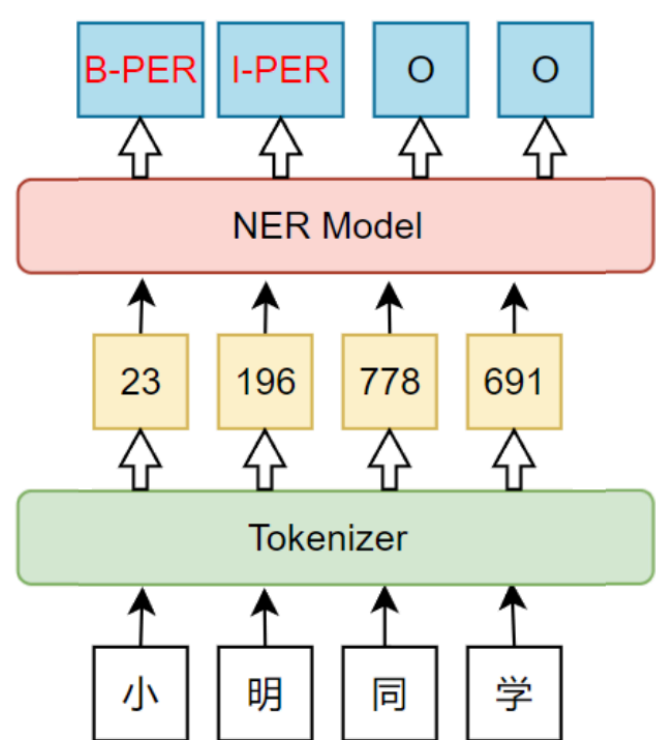 B-PER I-PER O O
NER Model
23 196 778 691
Tokenizer
小 明 同 学